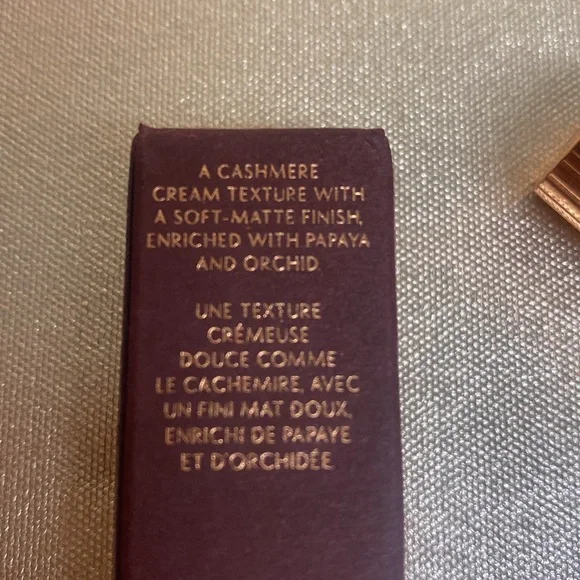 A CASHMERE
CREAM TEXTURE WITH
A SOFT-MATTE FINISH,
ENRICHED WITH PAPAYA
AND ORCHID.
UNE TEXTURE
CRÉMEUSE
DOUCE COMME
LE CACHEMIRE, AVEC
UN FINI MAT DOUX,
ENRICHI DE PAPAYE
ET D'ORCHIDÉE.